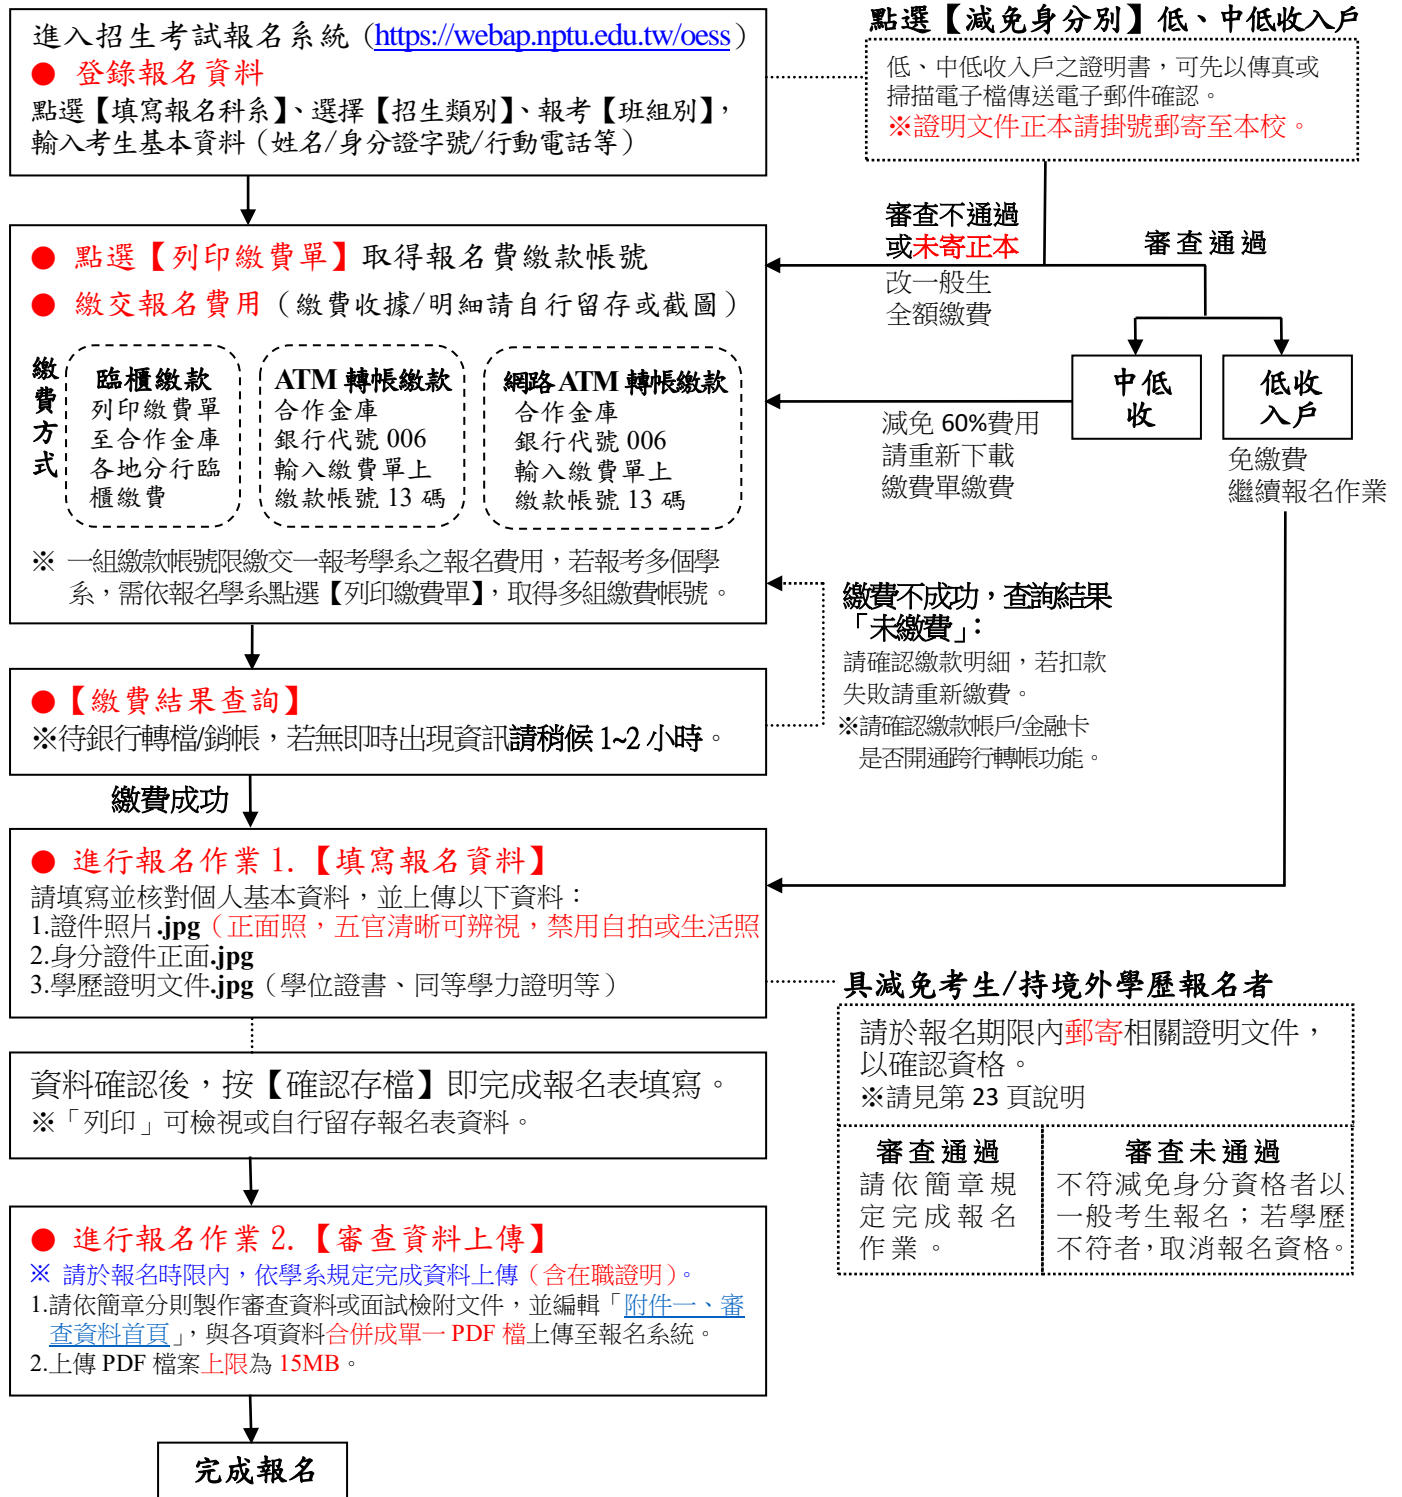 進入招生考試報名系統 (https://webap.nptu.edu.tw/oess)
● 登錄報名資料
點選【填寫報名科系】、選擇【招生類別】、報考【班組別】,
輸入考生基本資料（姓名/身分證字號/行動電話等）
點選【減免身分別】低、中低收入戶
低、中低收入戶之證明書，可先以傳真或
掃描電子檔傳送電子郵件確認。
※證明文件正本請掛號郵寄至本校。
審查不通過
或未寄正本
改一般生
全額繳費
審查通過
● 點選【列印繳費單】取得報名費繳款帳號
● 繳交報名費用（繳費收據/明細請自行留存或截圖）
繳費方式
臨櫃繳款
列印繳費單
至合作金庫
各地分行臨
櫃繳費
ATM 轉帳繳款
合作金庫
銀行代號 006
輸入繳費單上
繳款帳號 13 碼
網路 ATM 轉帳繳款
合作金庫
銀行代號 006
輸入繳費單上
繳款帳號 13 碼
※ 一組繳款帳號限繳交一報考學系之報名費用，若報考多個學
系，需依報名學系點選【列印繳費單】，取得多組繳費帳號。
中低
收
低收
入戶
減免 60%費用
請重新下載
繳費單繳費
免繳費
繼續報名作業
繳費不成功，查詢結果
「未繳費」：
請確認繳款明細，若扣款
失敗請重新繳費。
※請確認繳款帳戶/金融卡
是否開通跨行轉帳功能。
●【繳費結果查詢】
※待銀行轉檔/銷帳，若無即時出現資訊請稍候 1~2 小時。
繳費成功
● 進行報名作業 1.【填寫報名資料】
請填寫並核對個人基本資料，並上傳以下資料：
1.證件照片.jpg（正面照，五官清晰可辨視，禁用自拍或生活照
2.身分證件正面.jpg
3.學歷證明文件.jpg（學位證書、同等學力證明等）
具減免考生/持境外學歷報名者
請於報名期限內郵寄相關證明文件，
以確認資格。
※請見第 23 頁說明
審查通過
請依簡章規
定完成報名
作業。
審查未通過
不符減免身分資格者以
一般考生報名；若學歷
不符者，取消報名資格。
資料確認後，按【確認存檔】即完成報名表填寫。
※「列印」可檢視或自行留存報名表資料。
● 進行報名作業 2.【審查資料上傳】
※ 請於報名時限內，依學系規定完成資料上傳（含在職證明）。
1.請依簡章分則製作審查資料或面試檢附文件，並編輯「附件一、審
查資料首頁」，與各項資料合併成單一 PDF 檔上傳至報名系統。
2.上傳 PDF 檔案上限為 15MB。
完成報名